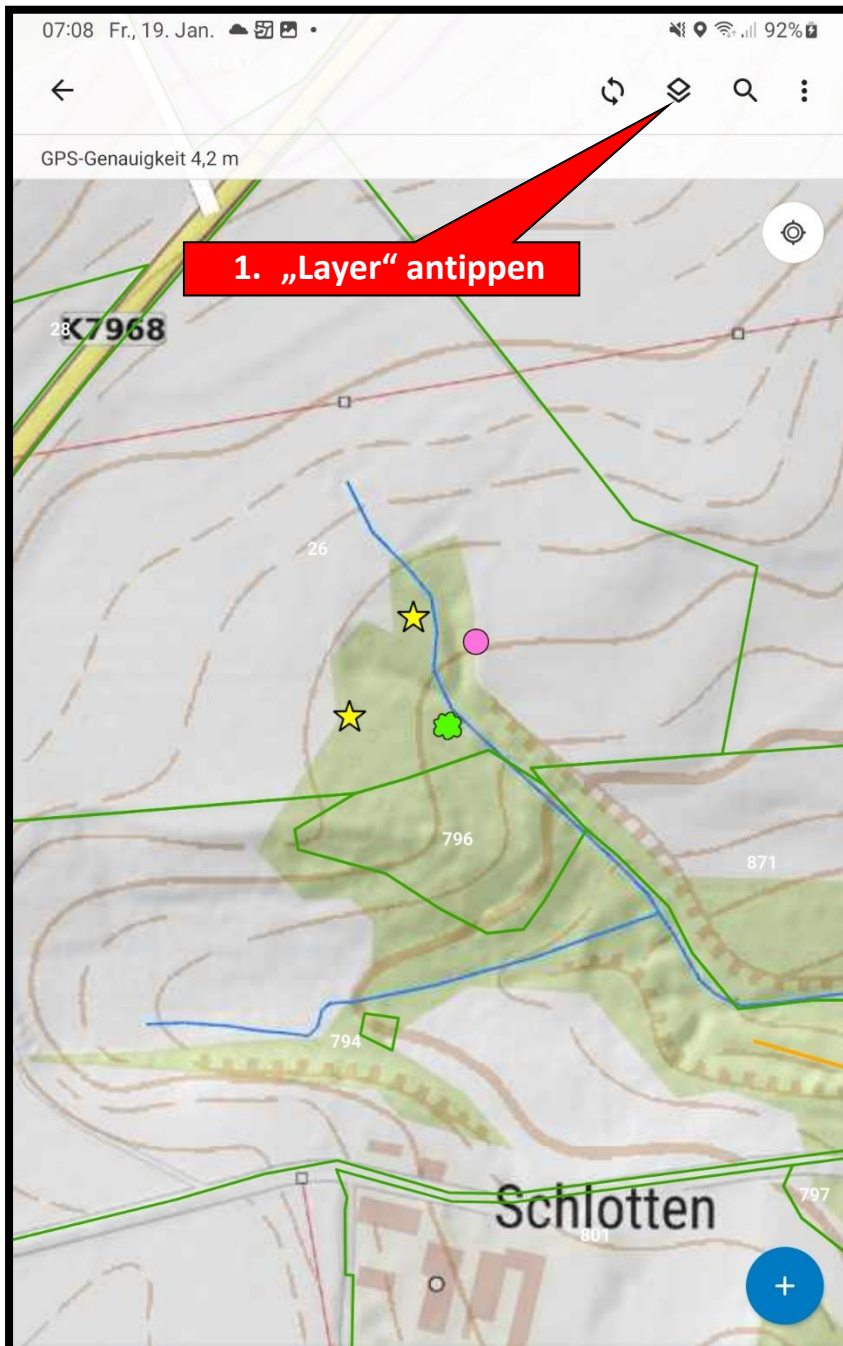 07:08 Fr., 19. Jan. •
92%
GPS-Genauigkeit 4,2 m
1. „Layer“ antippen
28
K7968
26
796
871
794
Schlotten
797
801